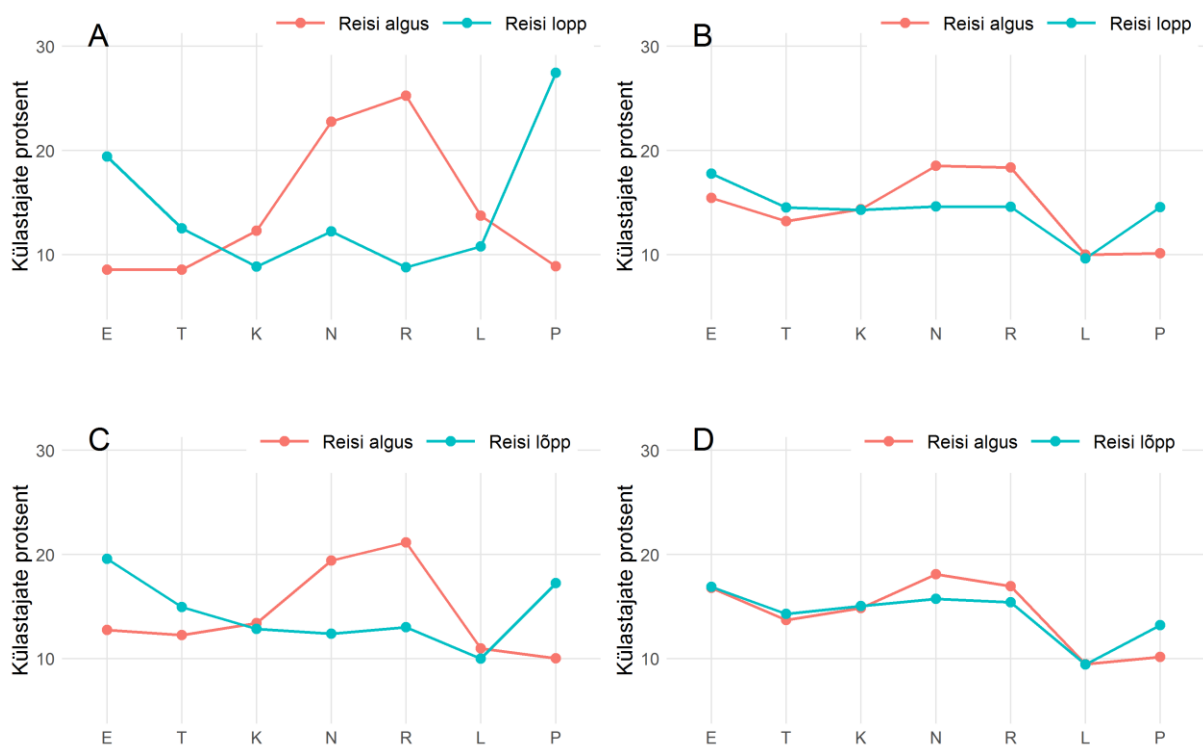 A
Reisi algus Reisi lopp
Külastajate protsent
30
20
10
E T K N R L P
B
Reisi algus Reisi lopp
Külastajate protsent
30
20
10
E T K N R L P
C
Reisi algus Reisi lõpp
Külastajate protsent
30
20
10
E T K N R L P
D
Reisi algus Reisi lõpp
Külastajate protsent
30
20
10
E T K N R L P